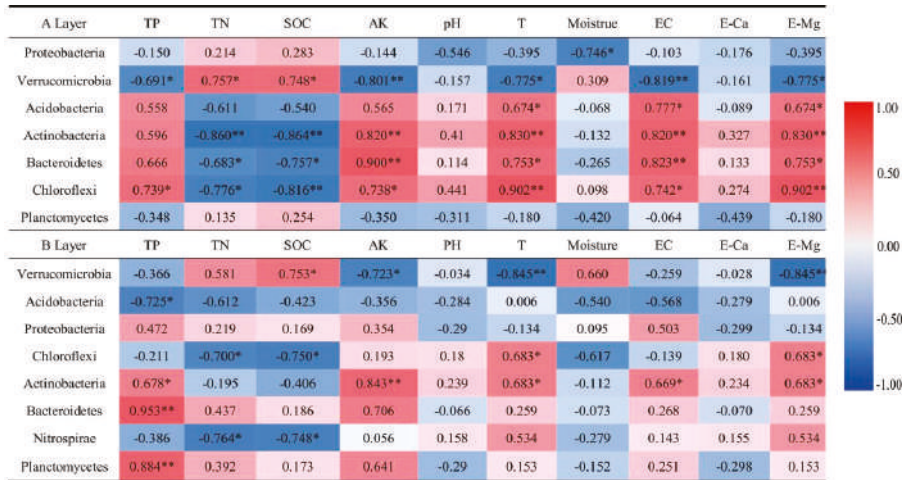 A Layer TP TN SOC AK pH T Moistrue EC E-Ca E-Mg
Proteobacteria -0.150 0.214 0.283 -0.144 -0.546 -0.395 -0.746* -0.103 -0.176 -0.395
Verrucomicrobia -0.691* 0.757* 0.748* -0.801** -0.157 -0.775* 0.309 -0.819** -0.161 -0.775*
Acidobacteria 0.558 -0.611 -0.540 0.565 0.171 0.674* -0.068 0.777* -0.089 0.674*
Actinobacteria 0.596 -0.860** -0.864** 0.820** 0.41 0.830** -0.132 0.820** 0.327 0.830**
Bacteroidetes 0.666 -0.683* -0.757* 0.900** 0.114 0.753* -0.265 0.823** 0.133 0.753*
Chloroflexi 0.739* -0.776* -0.816** 0.738* 0.441 0.902** 0.098 0.742* 0.274 0.902**
Planctomycetes -0.348 0.135 0.254 -0.350 -0.311 -0.180 -0.420 -0.064 -0.439 -0.180
B Layer TP TN SOC AK PH T Moisture EC E-Ca E-Mg
Verrucomicrobia -0.366 0.581 0.753* -0.723* -0.034 -0.845** 0.660 -0.259 -0.028 -0.845**
Acidobacteria -0.725* -0.612 -0.423 -0.356 -0.284 0.006 -0.540 -0.568 -0.279 0.006
Proteobacteria 0.472 0.219 0.169 0.354 -0.29 -0.134 0.095 0.503 -0.299 -0.134
Chloroflexi -0.211 -0.700* -0.750* 0.193 0.18 0.683* -0.617 -0.139 0.180 0.683*
Actinobacteria 0.678* -0.195 -0.406 0.843** 0.239 0.683* -0.112 0.669* 0.234 0.683*
Bacteroidetes 0.953** 0.437 0.186 0.706 -0.066 0.259 -0.073 0.268 -0.070 0.259
Nitrospirae -0.386 -0.764* -0.748* 0.056 0.158 0.534 -0.279 0.143 0.155 0.534
Planctomycetes 0.884** 0.392 0.173 0.641 -0.29 0.153 -0.152 0.251 -0.298 0.153
1.00
0.50
0.00
-0.50
-1.00